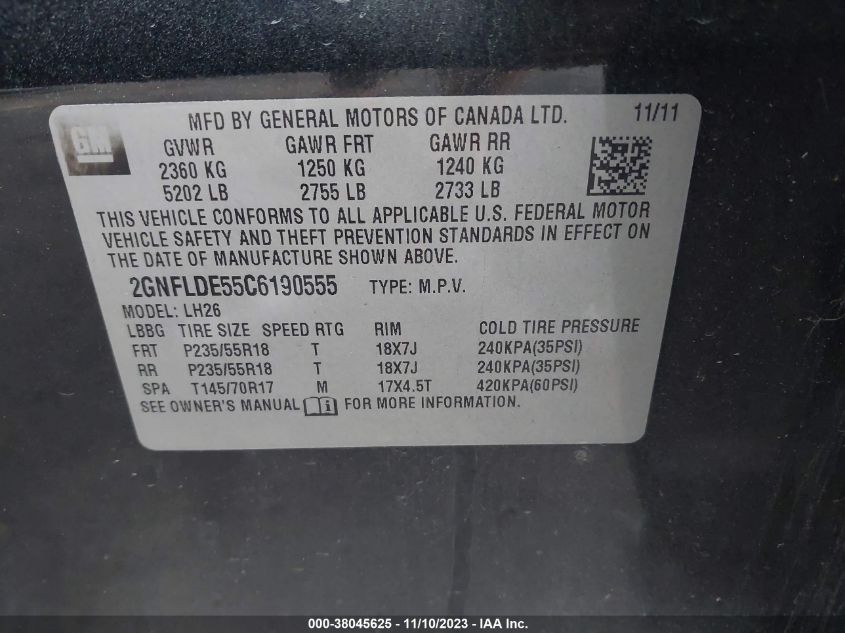 GM
MFD BY GENERAL MOTORS OF CANADA LTD. 11/11
GVWR GAWR FRT GAWR RR
2360 KG 1250 KG 1240 KG
5202 LB 2755 LB 2733 LB
THIS VEHICLE CONFORMS TO ALL APPLICABLE U.S. FEDERAL MOTOR
VEHICLE SAFETY AND THEFT PREVENTION STANDARDS IN EFFECT ON
THE DATE OF MANUFACTURE SHOWN ABOVE.
2GNFLDE55C6190555 TYPE: M.P.V.
MODEL: LH26
LBBG TIRE SIZE SPEED RTG RIM COLD TIRE PRESSURE
FRT P235/55R18 T 18X7J 240KPA(35PSI)
RR P235/55R18 T 18X7J 240KPA(35PSI)
SPA T145/70R17 M 17X4.5T 420KPA(60PSI)
SEE OWNER'S MANUAL i FOR MORE INFORMATION.
000-38045625 - 11/10/2023 - IAA Inc.